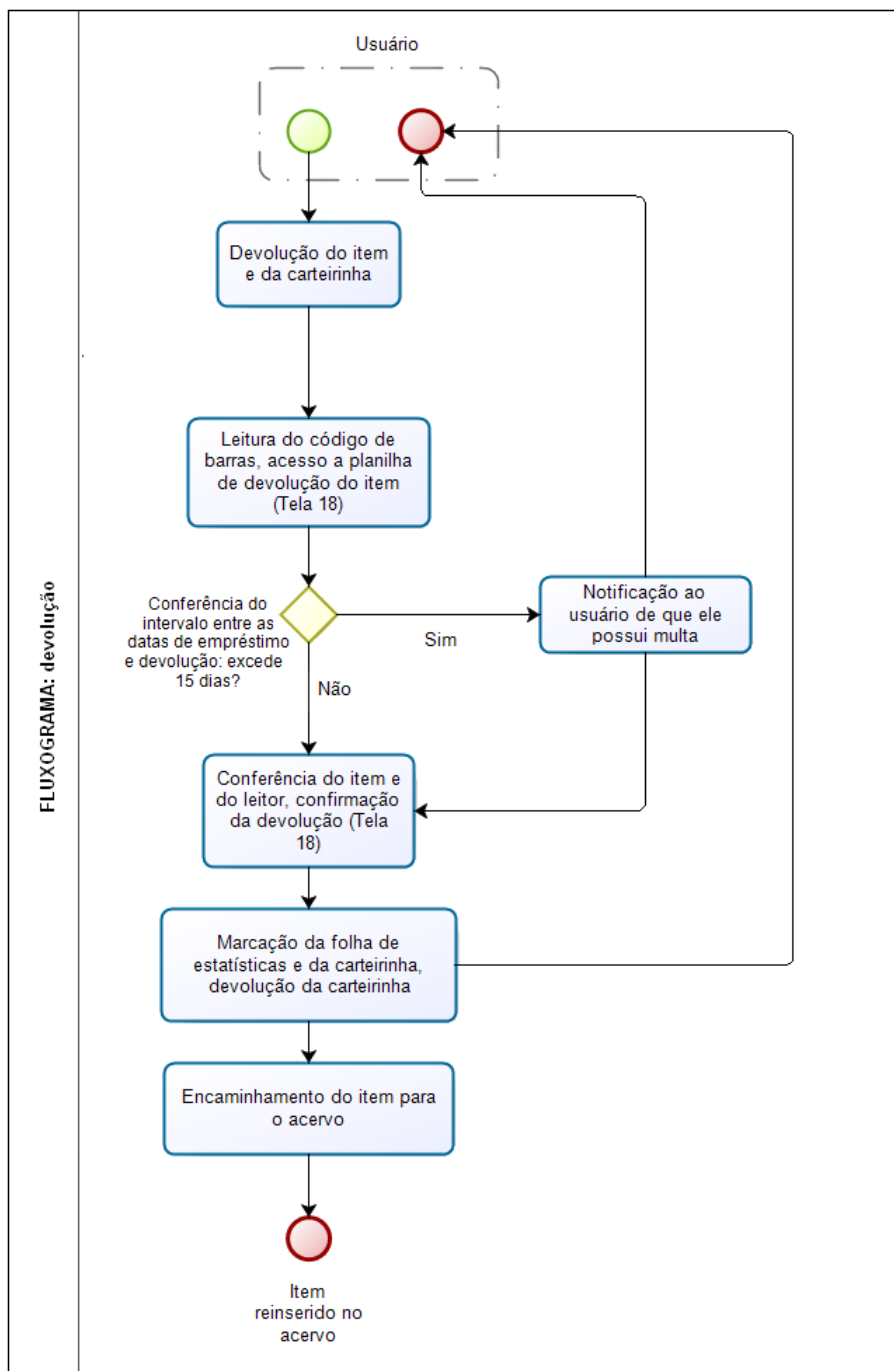 Usuário
Devolução do item
e da carteirinha
Leitura do código de
barras, acesso a planilha
de devolução do item
(Tela 18)
Conferência do
intervalo entre as
datas de empréstimo
e devolução: excede
15 dias?
Sim
Notificação ao
usuário de que ele
possui multa
Não
Conferência do item e
do leitor, confirmação
da devolução (Tela
18)
Marcação da folha de
estatísticas e da carteirinha,
devolução da carteirinha
Encaminhamento do item para
o acervo
Item
reinserido no
acervo
FLUXOGRAMA: devolução